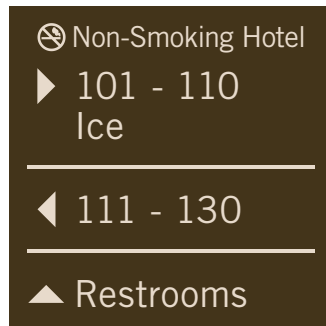 Non-Smoking Hotel
101 - 110
Ice
111 - 130
Restrooms